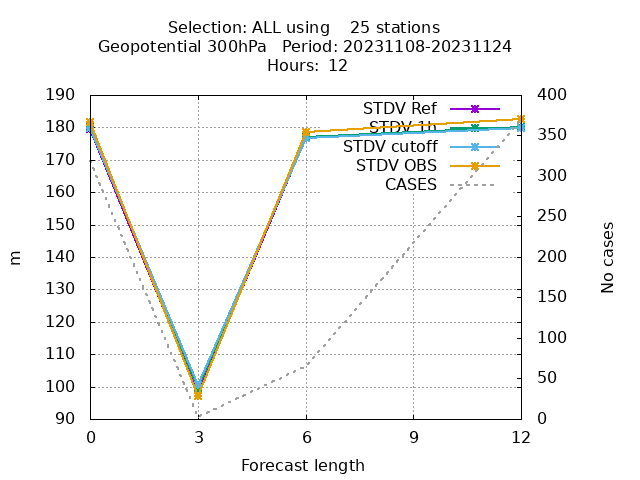 Selection: ALL using    25 stations
Geopotential 300hPa   Period: 20231108-20231124
Hours:  12
190
180
170
160
150
140
130
120
110
100
90
m
400
350
300
250
200
150
100
50
0
No cases
STDV Ref
STDV 1h
STDV cutoff
STDV OBS
CASES
0
3
6
9
12
Forecast length